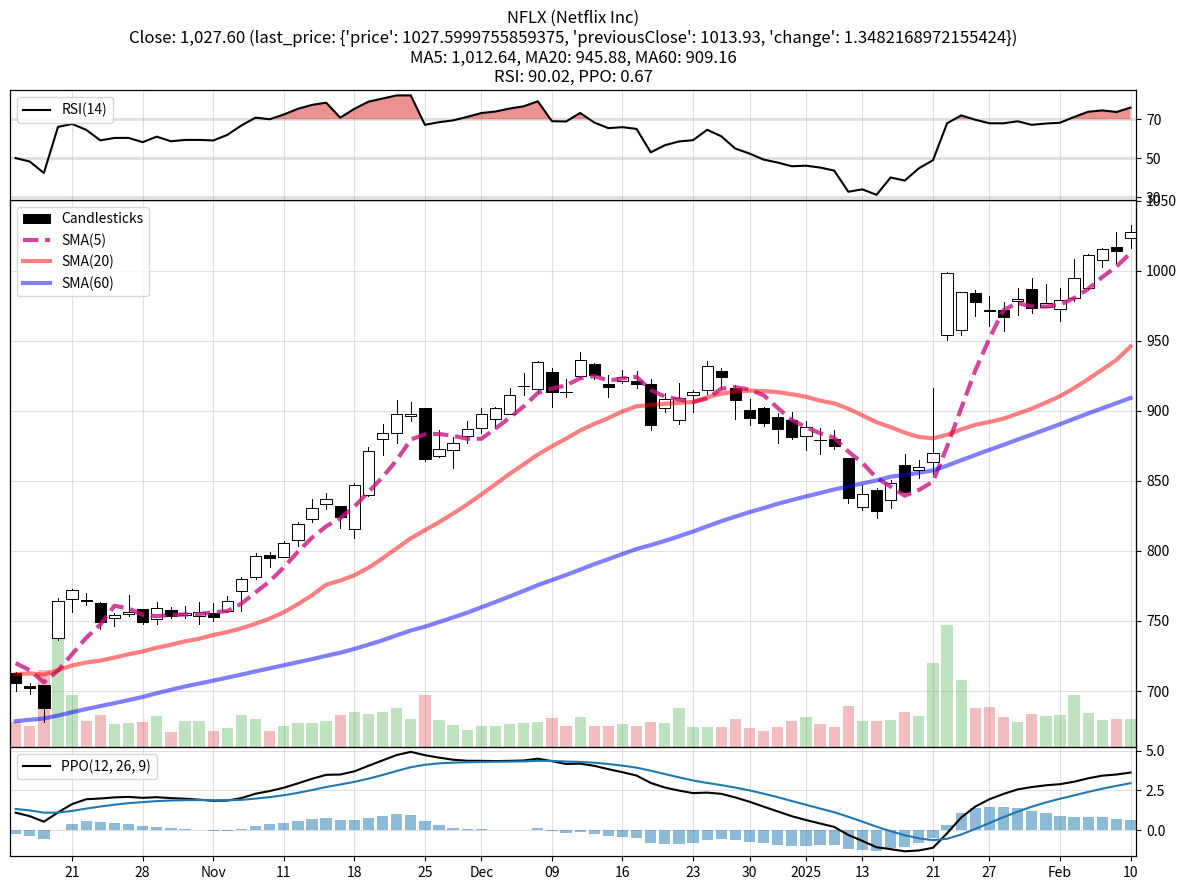 NFLX (Netflix Inc)
Close: 1,027.60 (last_price: {'price': 1027.5999755859375, 'previousClose': 1013.93, 'change': 1.3482168972155424})
MA5: 1,012.64, MA20: 945.88, MA60: 909.16
RSI: 90.02, PPO: 0.67
RSI(14)
70
50
30
1050
Candlesticks
SMA(5)
SMA(20)
SMA(60)
1000
950
900
850
800
750
700
PPO(12, 26, 9)
5.0
2.5
0.0
21 28 Nov 11 18 25 Dec 09 16 23 30 2025 13 21 27 Feb 10